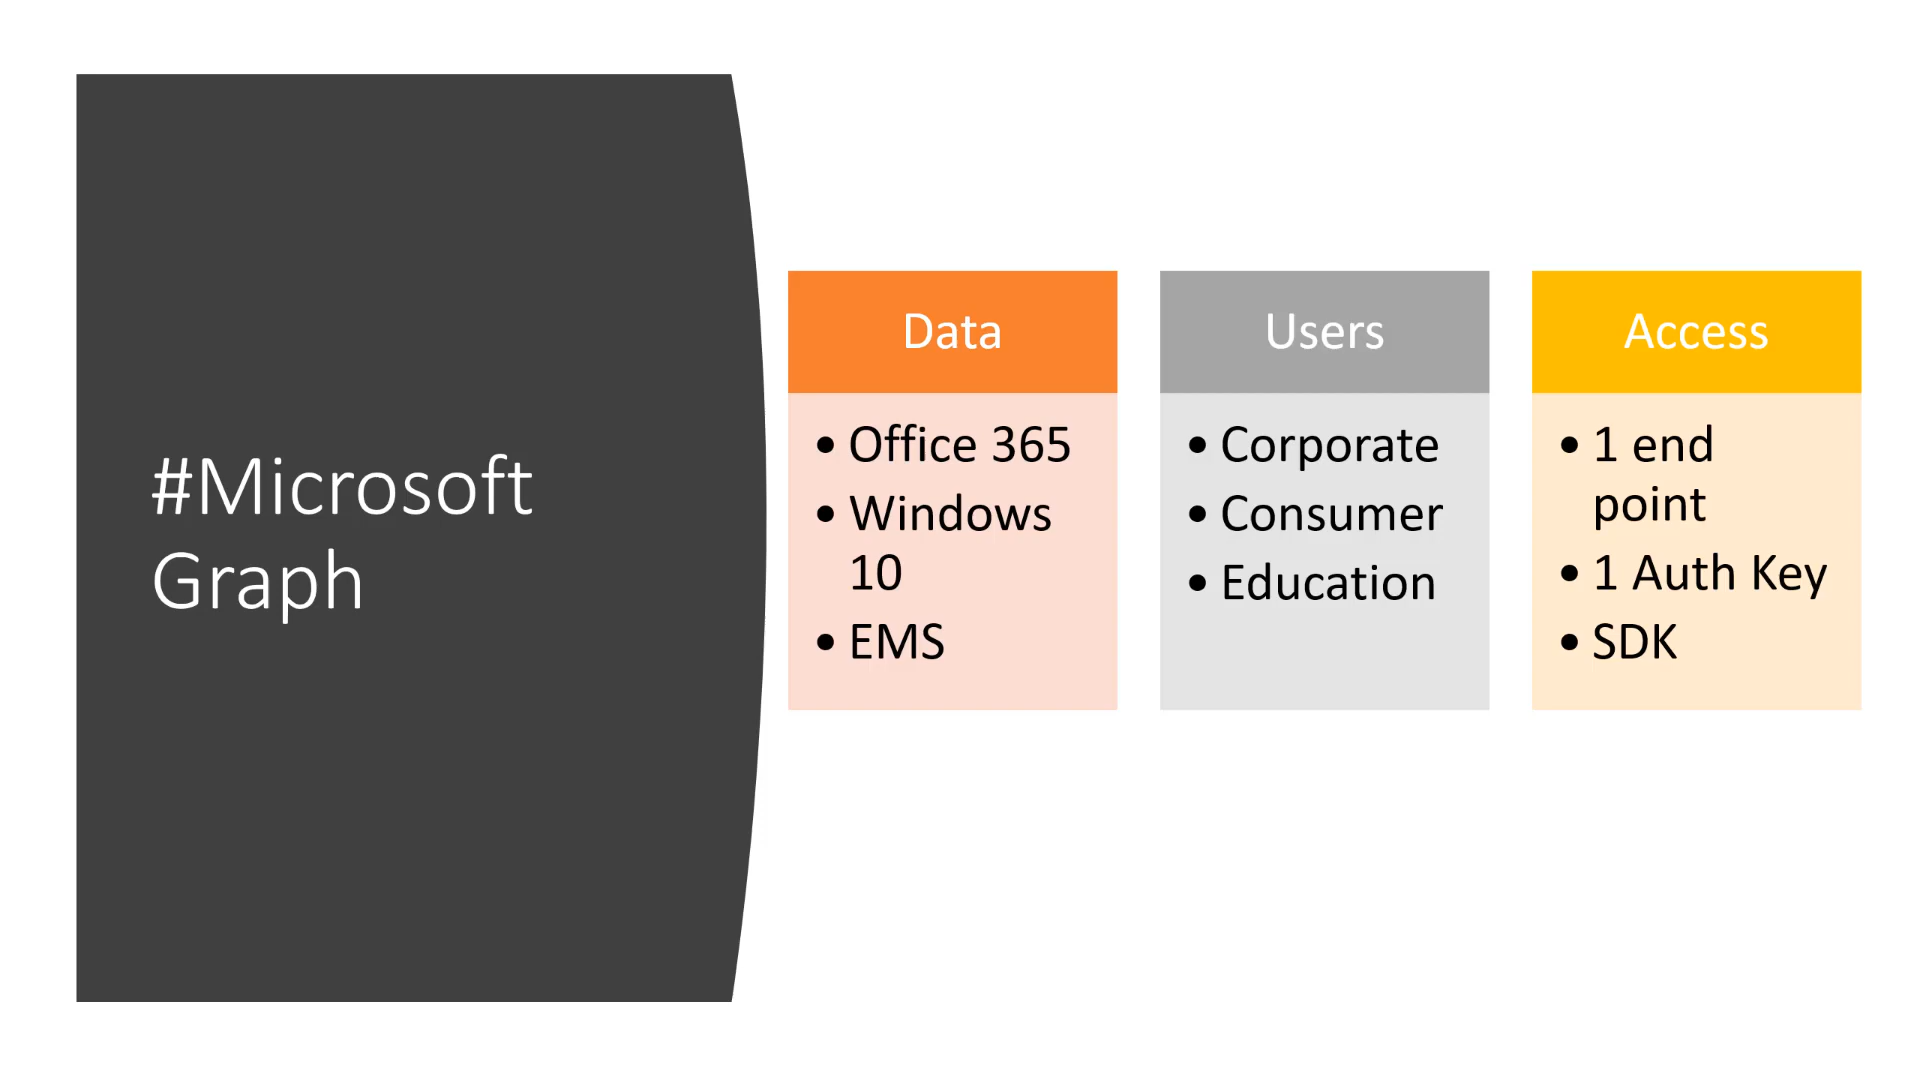 #Microsoft
Graph
Data
• Office 365
• Windows
10
• EMS
Users
• Corporate
• Consumer
• Education
Access
• 1 end
point
• 1 Auth Key
• SDK